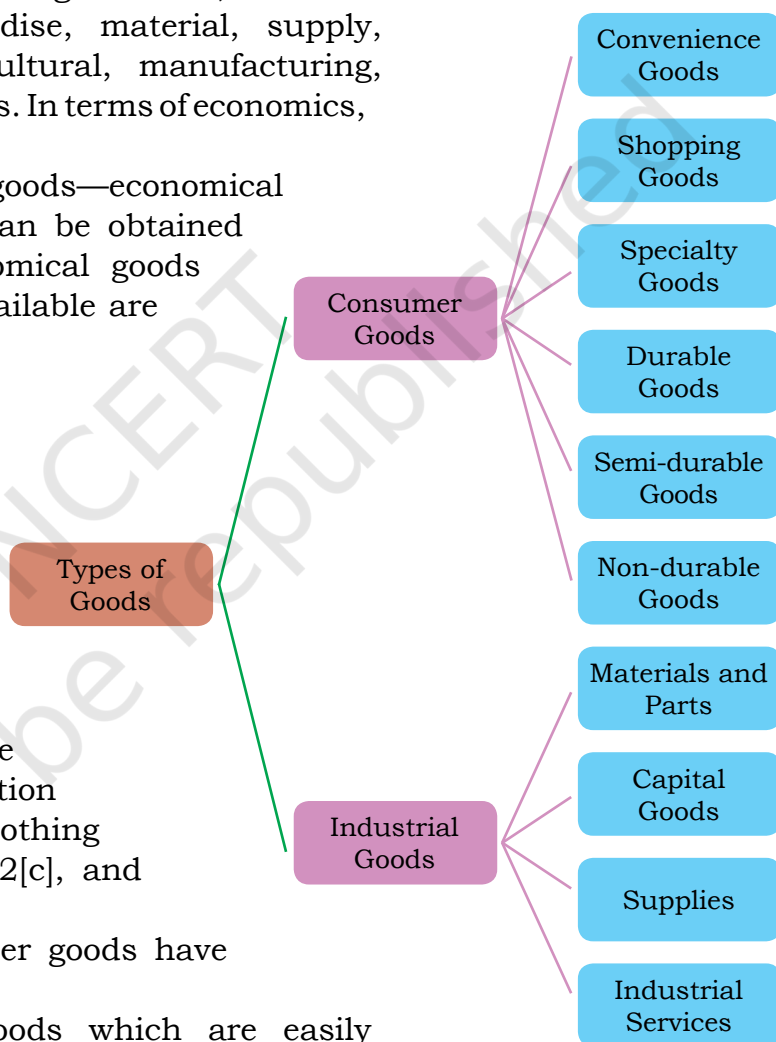 dise, material, supply,
ultural, manufacturing,
s. In terms of economics,
goods—economical
an be obtained
omical goods
ailable are
Types of
Goods
Consumer
Goods
Convenience
Goods
Shopping
Goods
Specialty
Goods
Durable
Goods
Semi-durable
Goods
Non-durable
Goods
Industrial
Goods
Materials and
Parts
Capital
Goods
Supplies
Industrial
Services
e
tion
othing
2[c], and
er goods have
oods which are easily
NCERT
be republished